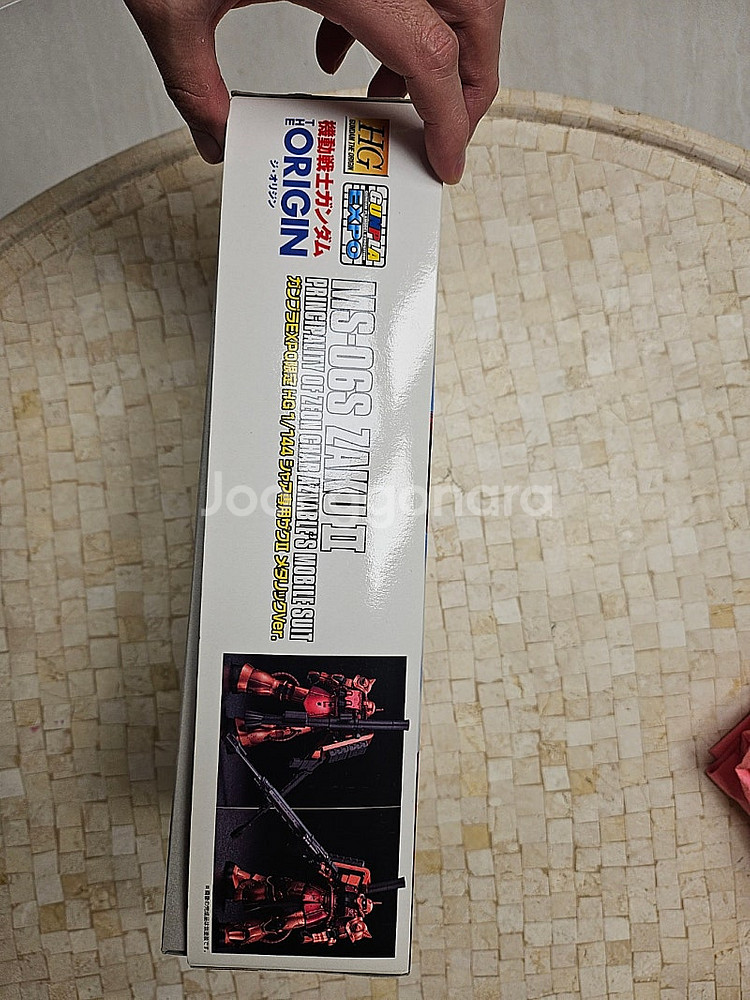 HG
GUNDAM THE ORIGIN
GUNPLA
EXPO
機動戦士ガンダム
THE
ORIGIN
ジ・オリジン
MS-06S ZAKU II
PRINCIPALITY OF ZEON CHAR AZNABLE'S MOBILE SUIT
ガンプラEXPO限定 HG 1/144 シャア専用ザクII メタリックVer.
Joonggonara